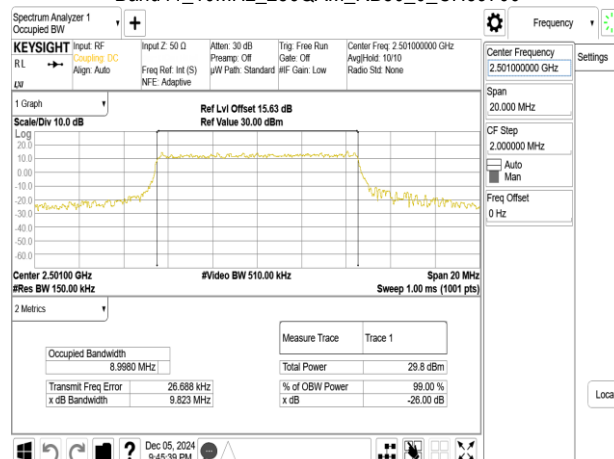 Spectrum Analyzer 1
Occupied BW
Frequency
Settings
KEYSIGHT
RL
LXI
Input: RF
Coupling: DC
Align: Auto
Input Z: 50 Ω
Freq Ref: Int (S)
NFE: Adaptive
Atten: 30 dB
Preamp: Off
µW Path: Standard
Trig: Free Run
Gate: Off
#IF Gain: Low
Center Freq: 2.501000000 GHz
Avg|Hold: 10/10
Radio Std: None
Center Frequency
2.501000000 GHz
Span
20.000 MHz
CF Step
2.000000 MHz
Auto
Man
Freq Offset
0 Hz
1 Graph
Scale/Div 10.0 dB
Ref Lvl Offset 15.63 dB
Ref Value 30.00 dBm
Log
20.0
10.0
0.00
-10.0
-20.0
-30.0
-40.0
-50.0
-60.0
Center 2.50100 GHz
#Res BW 150.00 kHz
#Video BW 510.00 kHz
Span 20 MHz
Sweep 1.00 ms (1001 pts)
2 Metrics
Occupied Bandwidth
8.9980 MHz
Transmit Freq Error 26.688 kHz
x dB Bandwidth 9.823 MHz
Measure Trace Trace 1
Total Power 29.8 dBm
% of OBW Power 99.00 %
x dB -26.00 dB
Loca
?
Dec 05, 2024
9:45:39 PM